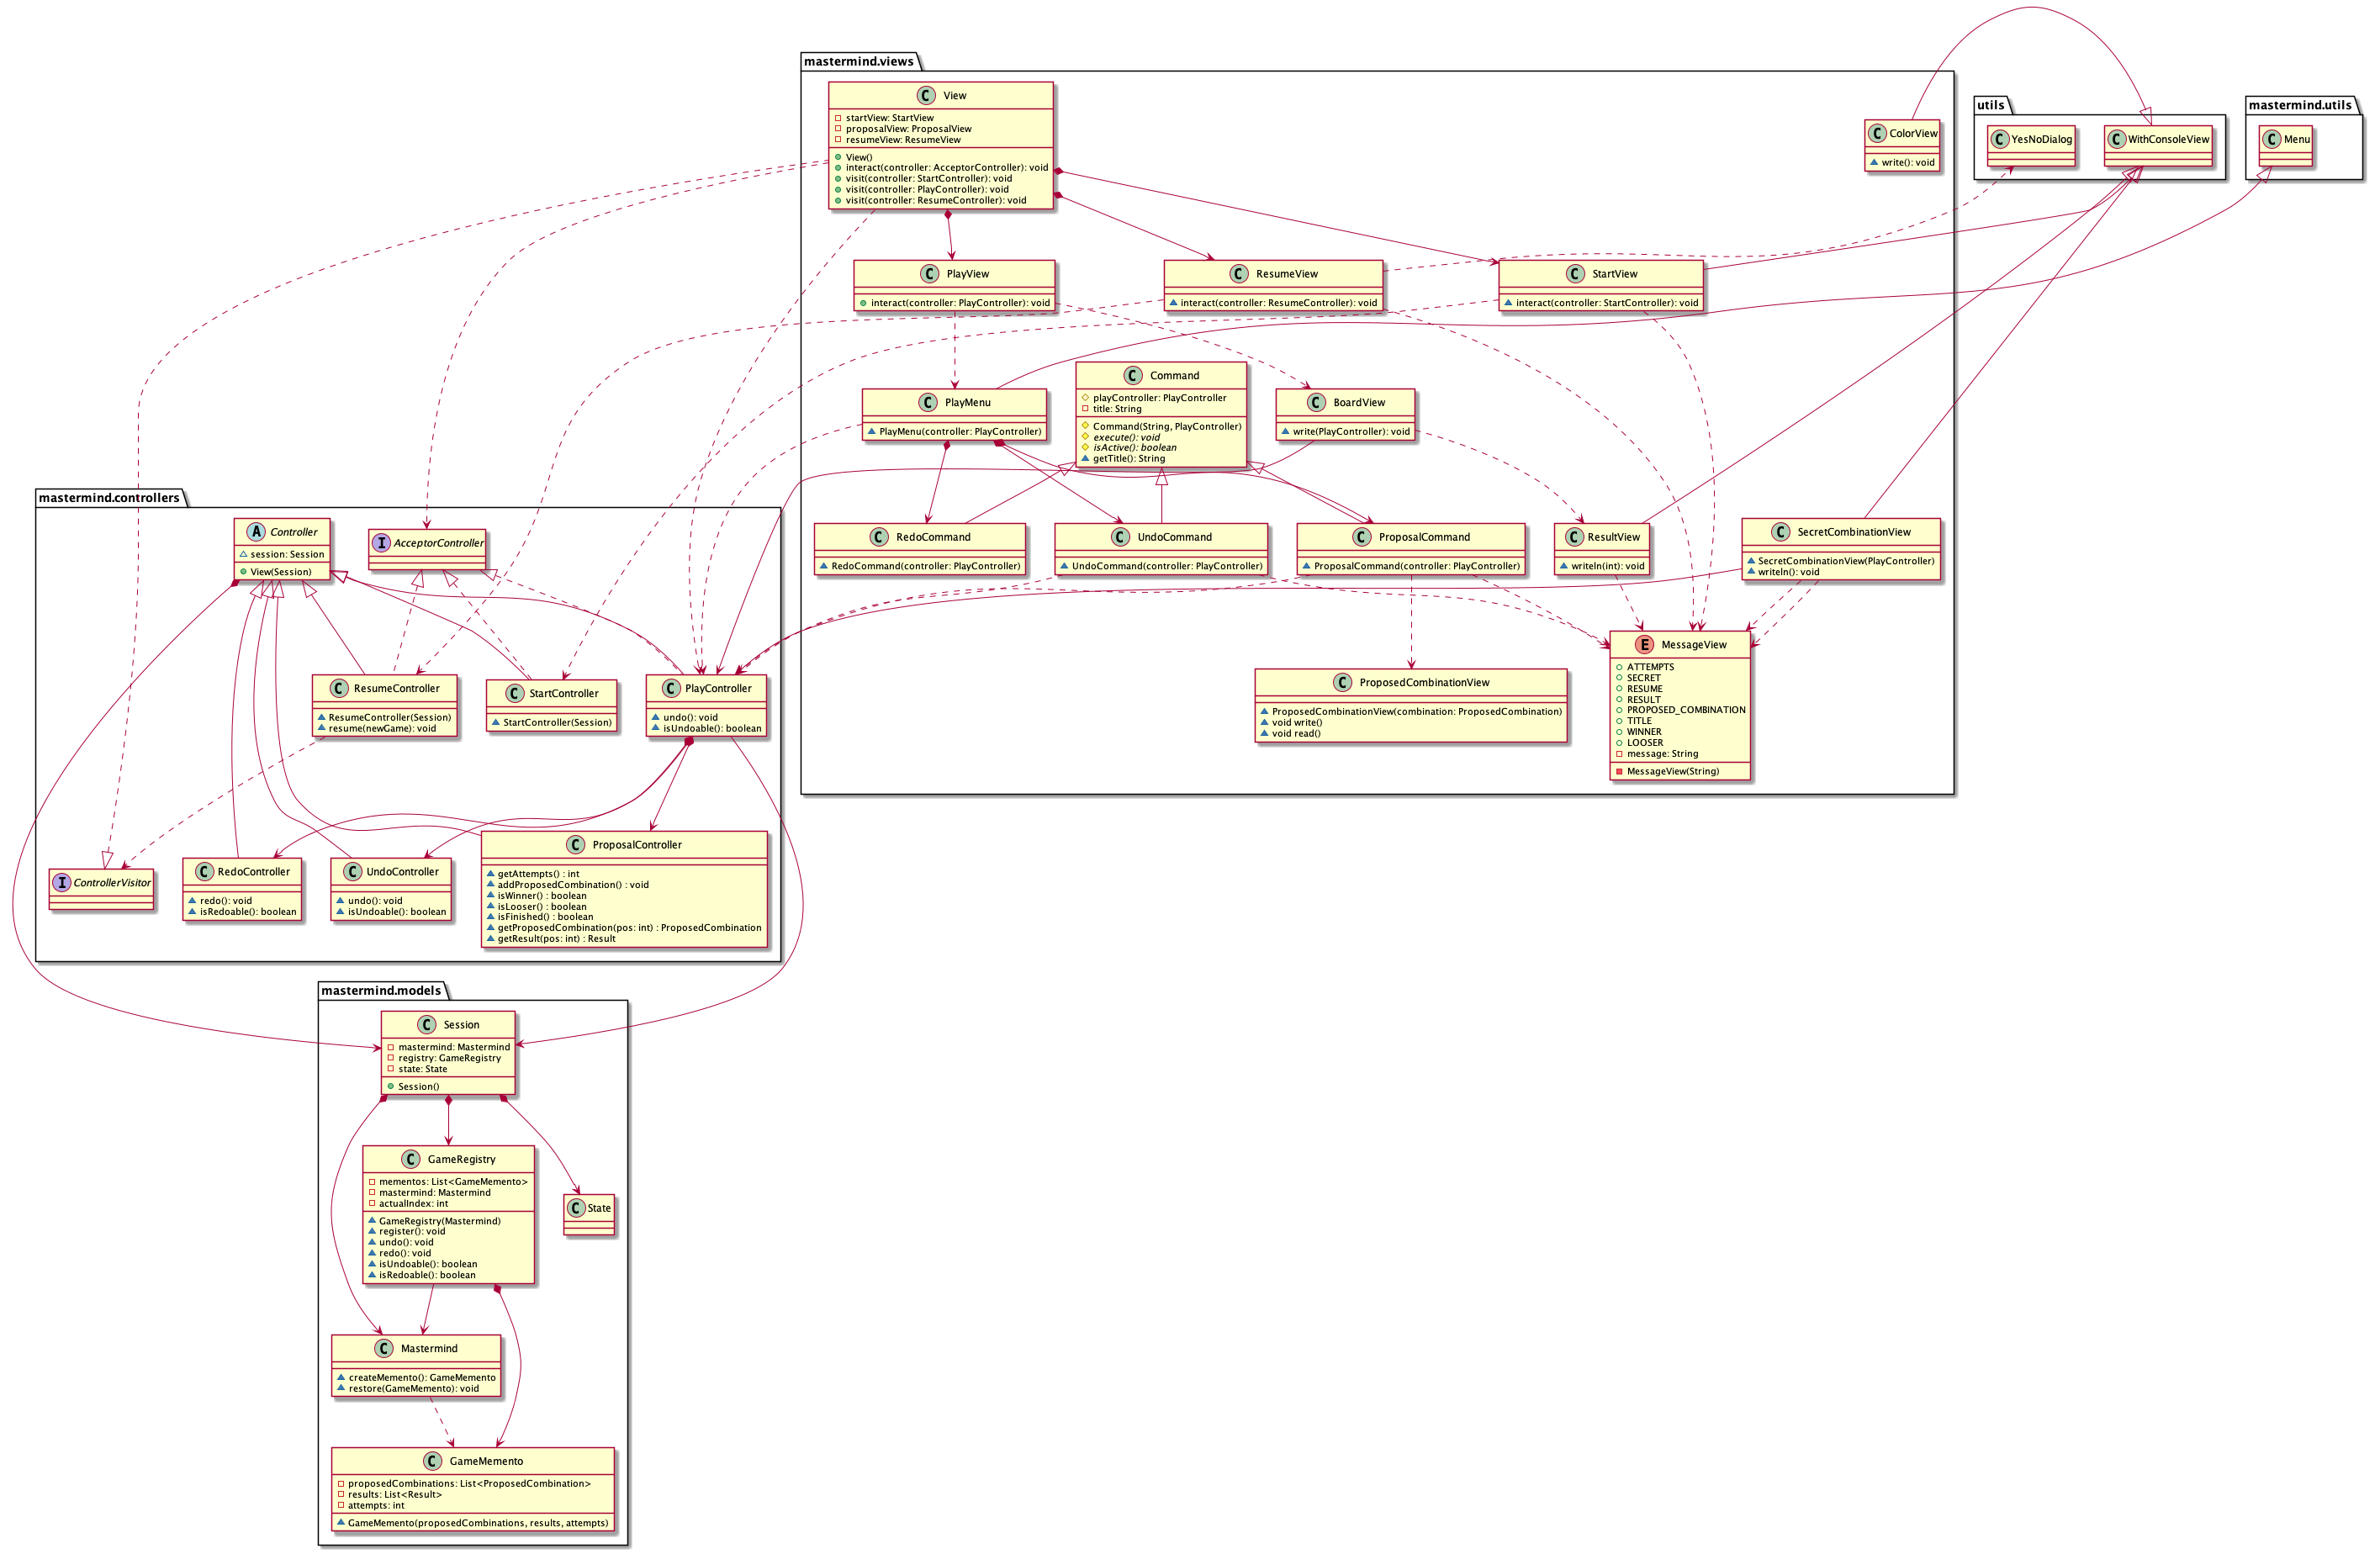 mastermind.views
C View
startView: StartView
proposalView: ProposalView
resumeView: ResumeView
View()
interact(controller: AcceptorController): void
visit(controller: StartController): void
visit(controller: PlayController): void
visit(controller: ResumeController): void
C ColorView
write(): void
utils
C YesNoDialog
C WithConsoleView
mastermind.utils
C Menu
C PlayView
interact(controller: PlayController): void
C ResumeView
interact(controller: ResumeController): void
C StartView
interact(controller: StartController): void
C PlayMenu
PlayMenu(controller: PlayController)
C Command
playController: PlayController
title: String
Command(String, PlayController)
execute(): void
isActive(): boolean
getTitle(): String
C BoardView
write(PlayController): void
C RedoCommand
RedoCommand(controller: PlayController)
C UndoCommand
UndoCommand(controller: PlayController)
C ProposalCommand
ProposalCommand(controller: PlayController)
C ResultView
writeln(int): void
C SecretCombinationView
SecretCombinationView(PlayController)
writeln(): void
C ProposedCombinationView
ProposedCombinationView(combination: ProposedCombination)
void write()
void read()
E MessageView
ATTEMPTS
SECRET
RESUME
RESULT
PROPOSED_COMBINATION
TITLE
WINNER
LOOSER
message: String
MessageView(String)
mastermind.controllers
A Controller
session: Session
View(Session)
I AcceptorController
C ResumeController
ResumeController(Session)
resume(newGame): void
C StartController
StartController(Session)
C PlayController
undo(): void
isUndoable(): boolean
I ControllerVisitor
C RedoController
redo(): void
isRedoable(): boolean
C UndoController
undo(): void
isUndoable(): boolean
C ProposalController
getAttempts() : int
addProposedCombination() : void
isWinner() : boolean
isLooser() : boolean
isFinished() : boolean
getProposedCombination(pos: int) : ProposedCombination
getResult(pos: int) : Result
mastermind.models
C Session
mastermind: Mastermind
registry: GameRegistry
state: State
Session()
C GameRegistry
mementos: List<GameMemento>
mastermind: Mastermind
actualIndex: int
GameRegistry(Mastermind)
register(): void
undo(): void
redo(): void
isUndoable(): boolean
isRedoable(): boolean
C State
C Mastermind
createMemento(): GameMemento
restore(GameMemento): void
C GameMemento
proposedCombinations: List<ProposedCombination>
results: List<Result>
attempts: int
GameMemento(proposedCombinations, results, attempts)